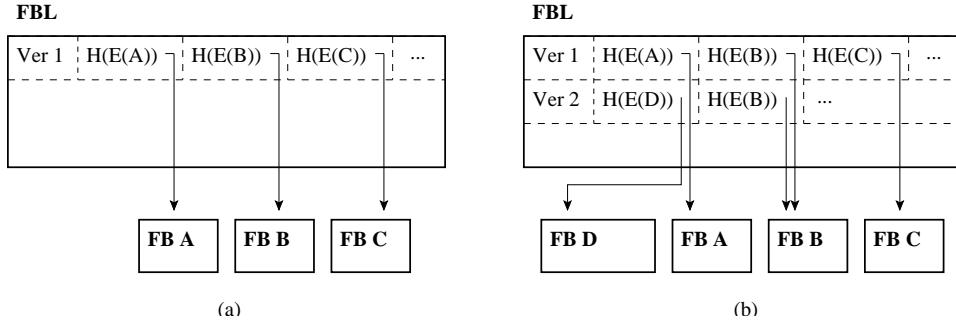 FBL
Ver 1 H(E(A)) H(E(B)) H(E(C)) ...
FB A FB B FB C
(a)
FBL
Ver 1 H(E(A)) H(E(B)) H(E(C)) ...
Ver 2 H(E(D)) H(E(B)) ...
FB D FB A FB B FB C
(b)